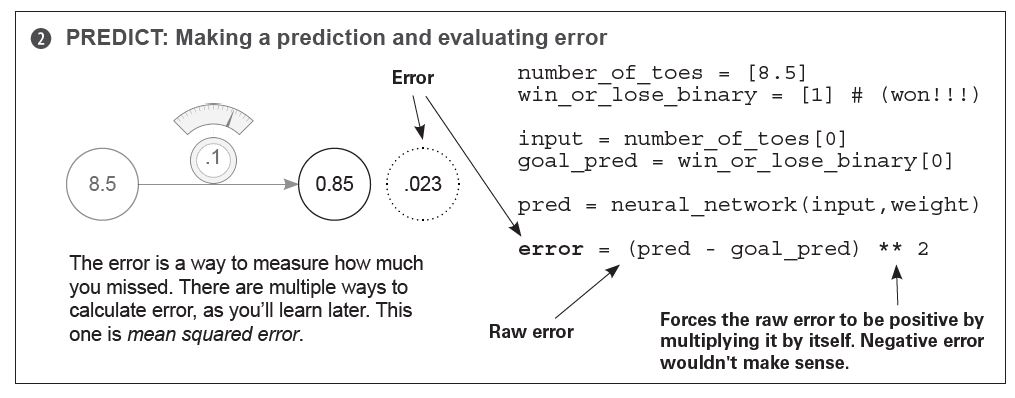 2 PREDICT: Making a prediction and evaluating error
Error
.1
8.5
0.85
.023
The error is a way to measure how much
you missed. There are multiple ways to
calculate error, as you’ll learn later. This
one is mean squared error.
number_of_toes = [8.5]
win_or_lose_binary = [1] # (won!!!)
input = number_of_toes[0]
goal_pred = win_or_lose_binary[0]
pred = neural_network(input,weight)
error = (pred - goal_pred) ** 2
Raw error
Forces the raw error to be positive by
multiplying it by itself. Negative error
wouldn't make sense.